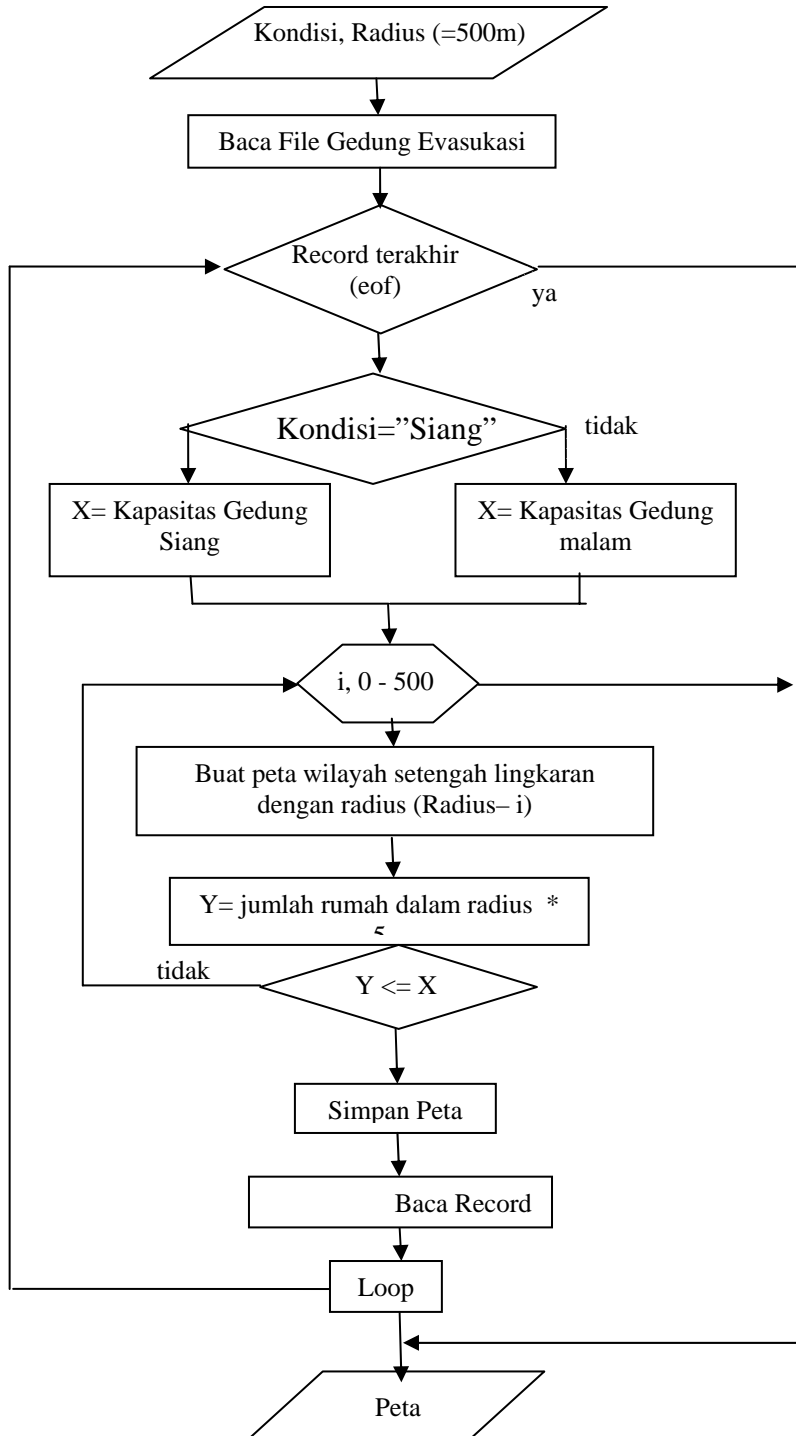 Kondisi, Radius (=500m)
Baca File Gedung Evasukasi
Record terakhir
(eof)
ya
Kondisi=”Siang”
tidak
X= Kapasitas Gedung
Siang
X= Kapasitas Gedung
malam
i, 0 - 500
Buat peta wilayah setengah lingkaran
dengan radius (Radius– i)
Y= jumlah rumah dalam radius *
5
tidak
Y <= X
Simpan Peta
Baca Record
Loop
Peta